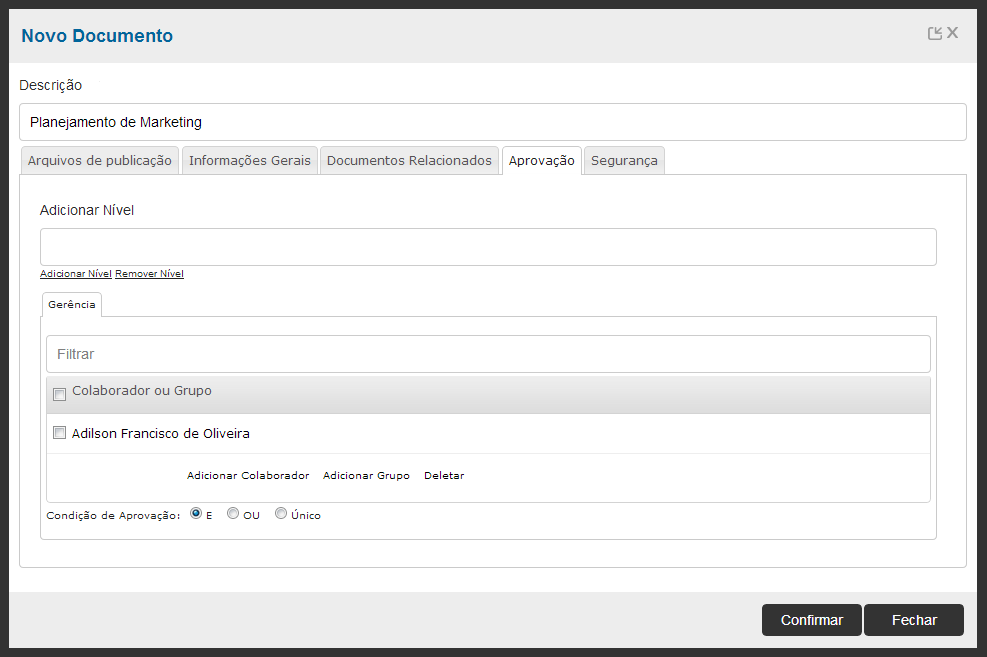 Novo Documento
Descrição
Planejamento de Marketing
Arquivos de publicação Informações Gerais Documentos Relacionados Aprovação Segurança
Adicionar Nível
Adicionar Nível Remover Nível
Gerência
Filtrar
Colaborador ou Grupo
Adilson Francisco de Oliveira
Adicionar Colaborador Adicionar Grupo Deletar
Condição de Aprovação: E OU Único
Confirmar Fechar